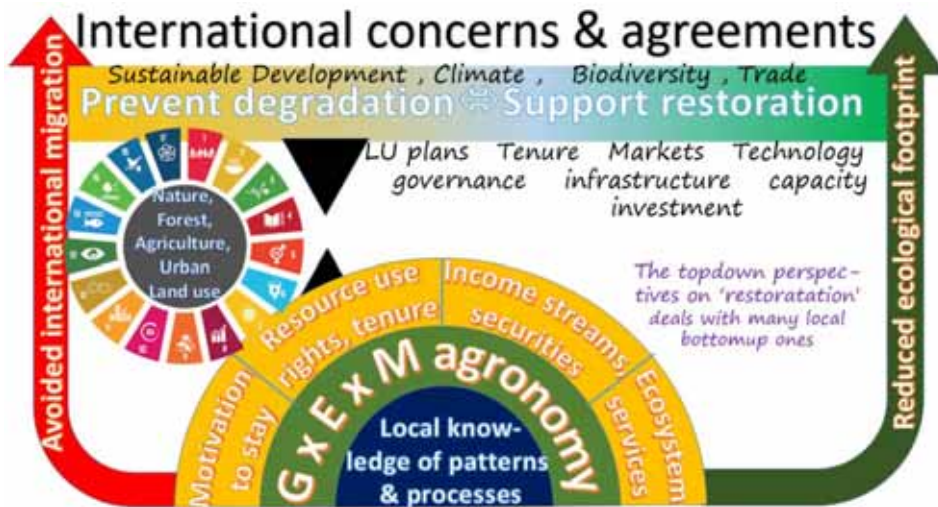 International concerns & agreements
Sustainable Development , Climate , Biodiversity , Trade
Prevent degradation Support restoration
LU plans Tenure Markets Technology
governance infrastructure capacity
investment
Avoided international migration
Reduced ecological footprint
Nature,
Forest,
Agriculture,
Urban
Land use
The topdown perspec-
tives on 'restoratation'
deals with many local
bottomup ones
Motivation
to stay
Resource use
rights, tenure
Income streams,
securities
Ecosystem
services
G x E x M agronomy
Local know-
ledge of patterns
& processes